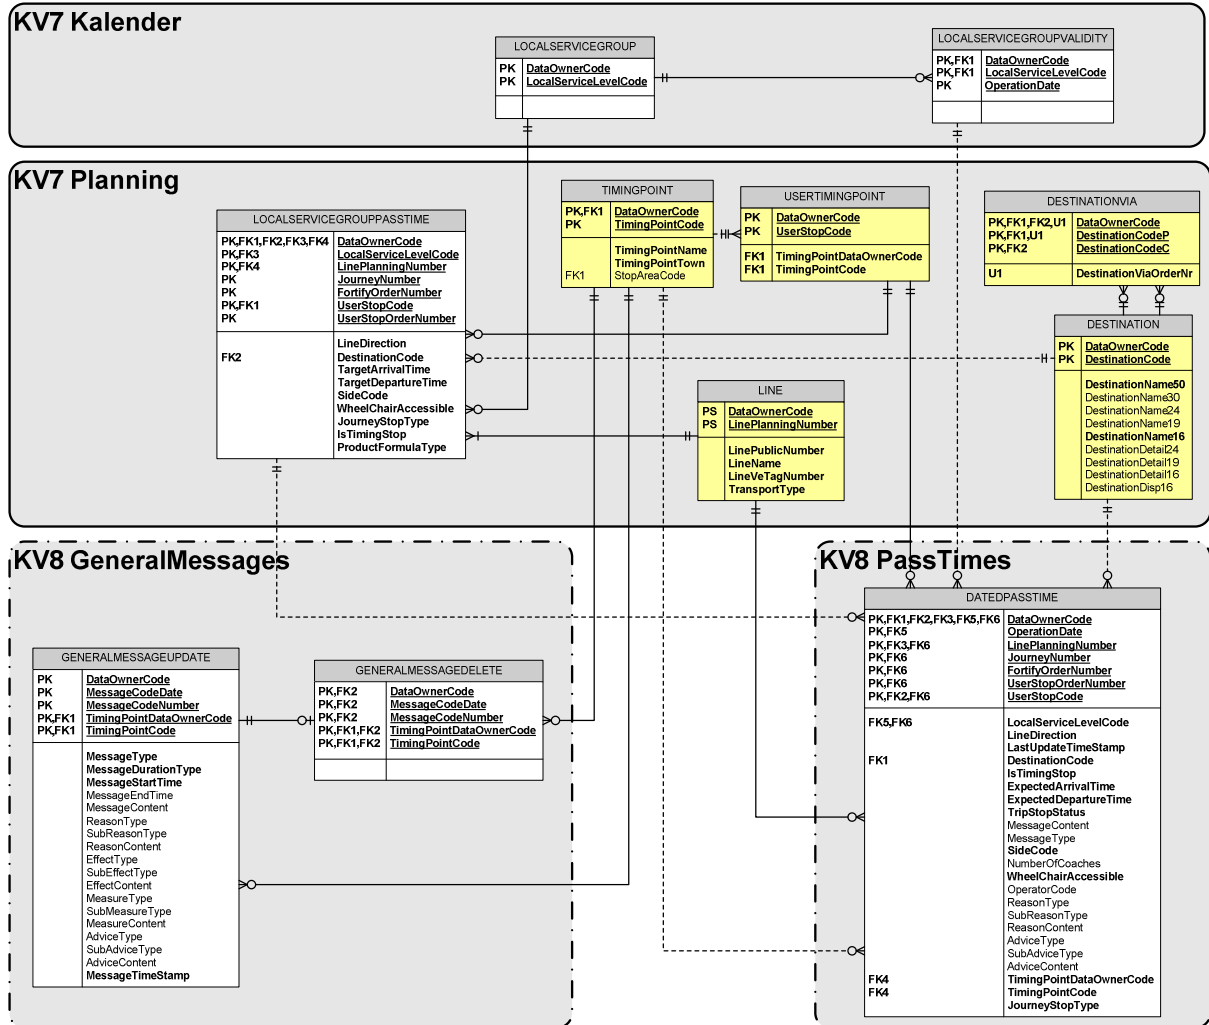 KV7 Kalender
LOCALSERVICEGROUP
PK DataOwnerCode
PK LocalServiceLevelCode
LOCALSERVICEGROUPVALIDITY
PK,FK1 DataOwnerCode
PK,FK1 LocalServiceLevelCode
PK OperationDate
KV7 Planning
LOCALSERVICEGROUPPASSTIME
PK,FK1,FK2,FK3,FK4 DataOwnerCode
PK,FK3 LocalServiceLevelCode
PK,FK4 LinePlanningNumber
PK JourneyNumber
PK FortifyOrderNumber
PK,FK1 UserStopCode
PK UserStopOrderNumber
LineDirection
FK2 DestinationCode
TargetArrivalTime
TargetDepartureTime
SideCode
WheelChairAccessible
JourneyStopType
IsTimingStop
ProductFormulaType
TIMINGPOINT
PK,FK1 DataOwnerCode
PK TimingPointCode
TimingPointName
TimingPointTown
FK1 StopAreaCode
USERTIMINGPOINT
PK DataOwnerCode
PK UserStopCode
FK1 TimingPointDataOwnerCode
FK1 TimingPointCode
DESTINATIONVIA
PK,FK1,FK2,U1 DataOwnerCode
PK,FK1,U1 DestinationCodeP
PK,FK2 DestinationCodeC
U1 DestinationViaOrderNr
DESTINATION
PK DataOwnerCode
PK DestinationCode
DestinationName50
DestinationName30
DestinationName24
DestinationName19
DestinationName16
DestinationDetail24
DestinationDetail19
DestinationDetail16
DestinationDisp16
LINE
PS DataOwnerCode
PS LinePlanningNumber
LinePublicNumber
LineName
LineVeTagNumber
TransportType
KV8 GeneralMessages
GENERALMESSAGEUPDATE
PK DataOwnerCode
PK MessageCodeDate
PK MessageCodeNumber
PK,FK1 TimingPointDataOwnerCode
PK,FK1 TimingPointCode
MessageType
MessageDurationType
MessageStartTime
MessageEndTime
MessageContent
ReasonType
SubReasonType
ReasonContent
EffectType
SubEffectType
EffectContent
MeasureType
SubMeasureType
MeasureContent
AdviceType
SubAdviceType
AdviceContent
MessageTimeStamp
GENERALMESSAGEDELETE
PK,FK2 DataOwnerCode
PK,FK2 MessageCodeDate
PK,FK2 MessageCodeNumber
PK,FK1,FK2 TimingPointDataOwnerCode
PK,FK1,FK2 TimingPointCode
KV8 PassTimes
DATEDPASSTIME
PK,FK1,FK2,FK3,FK5,FK6 DataOwnerCode
PK,FK5 OperationDate
PK,FK3,FK6 LinePlanningNumber
PK,FK6 JourneyNumber
PK,FK6 FortifyOrderNumber
PK,FK6 UserStopOrderNumber
PK,FK2,FK6 UserStopCode
FK5,FK6 LocalServiceLevelCode
LineDirection
LastUpdateTimeStamp
FK1 DestinationCode
IsTimingStop
ExpectedArrivalTime
ExpectedDepartureTime
TripStopStatus
MessageContent
MessageType
SideCode
NumberOfCoaches
WheelChairAccessible
OperatorCode
ReasonType
SubReasonType
ReasonContent
AdviceType
SubAdviceType
AdviceContent
FK4 TimingPointDataOwnerCode
FK4 TimingPointCode
JourneyStopType